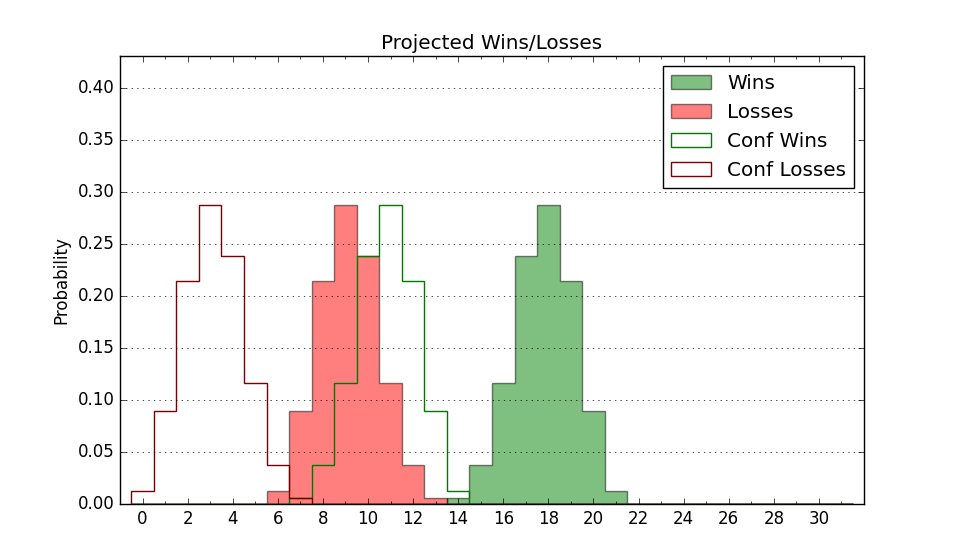 Projected Wins/Losses
Wins
Losses
Conf Wins
Conf Losses
Probability
0.40
0.35
0.30
0.25
0.20
0.15
0.10
0.05
0.00
0 2 4 6 8 10 12 14 16 18 20 22 24 26 28 30